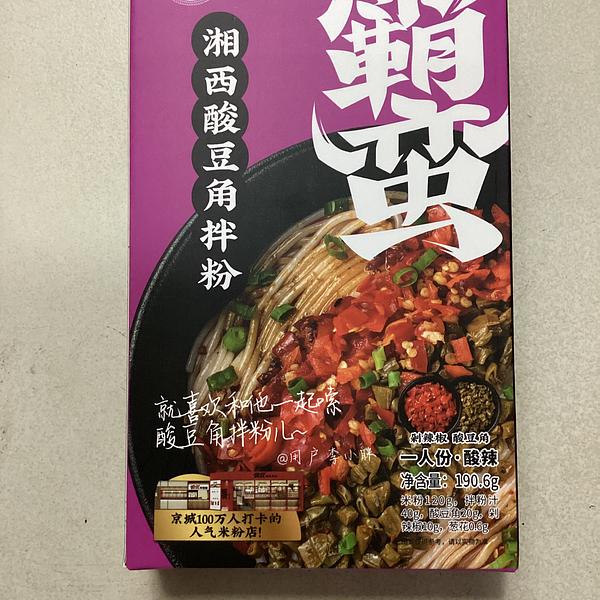 霸蛮
湘西酸豆角拌粉
就喜欢和他一起嗦
酸豆角拌粉儿~
@用户李小咪
剁辣椒 酸豆角
一人份·酸辣
净含量:190.6g
米粉120g,拌粉汁
40g,酸豆角20g,剁
辣椒10g,葱花0.6g
京城100万人打卡的
人气米粉店!